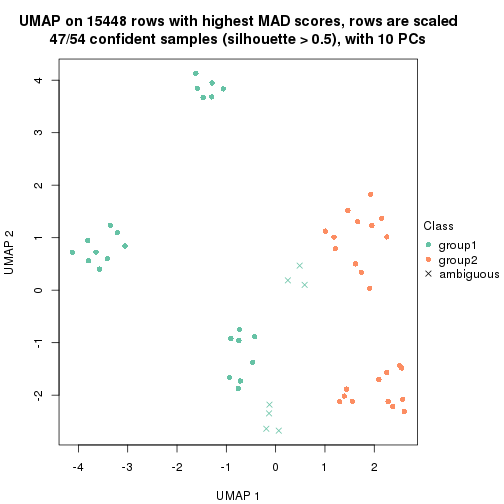 UMAP on 15448 rows with highest MAD scores, rows are scaled
47/54 confident samples (silhouette > 0.5), with 10 PCs
4
3
2
1
0
-1
-2
UMAP 2
-4
-3
-2
-1
0
1
2
UMAP 1
Class
group1
group2
ambiguous